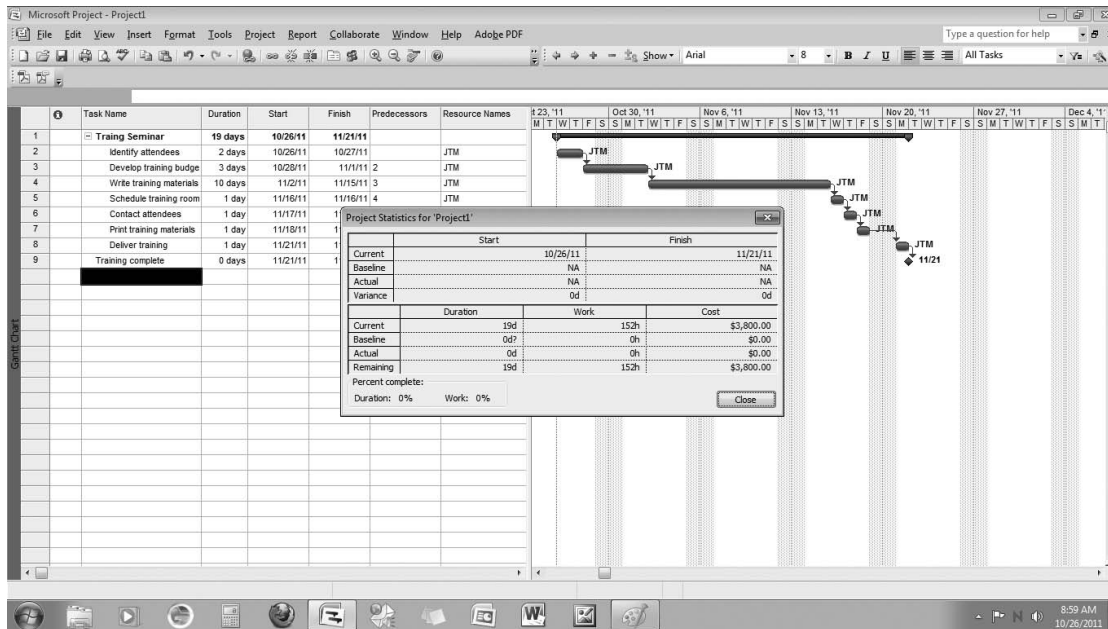 Microsoft Project - Project1
File Edit View Insert Format Tools Project Report Collaborate Window Help Adobe PDF
Type a question for help
Show Arial 8 B I U All Tasks
Task Name Duration Start Finish Predecessors Resource Names
t 23, '11 Oct 30, '11 Nov 6, '11 Nov 13, '11 Nov 20, '11 Nov 27, '11 Dec 4, '1
M T W T F S S M T W T F S S M T W T F S S M T W T F S S M T W T F S S M T W T F S S M T
1 Traing Seminar 19 days 10/26/11 11/21/11
2 Identify attendees 2 days 10/26/11 10/27/11 JTM JTM
3 Develop training budge 3 days 10/28/11 11/1/11 2 JTM JTM
4 Write training materials 10 days 11/2/11 11/15/11 3 JTM JTM
5 Schedule training room 1 day 11/16/11 11/16/11 4 JTM JTM
6 Contact attendees 1 day 11/17/11 1 JTM
7 Print training materials 1 day 11/18/11 1 JTM
8 Deliver training 1 day 11/21/11 1 JTM
9 Training complete 0 days 11/21/11 1 11/21
Project Statistics for 'Project1'
Start Finish
Current 10/26/11 11/21/11
Baseline NA NA
Actual NA NA
Variance 0d 0d
Duration Work Cost
Current 19d 152h $3,800.00
Baseline 0d? 0h $0.00
Actual 0d 0h $0.00
Remaining 19d 152h $3,800.00
Percent complete:
Duration: 0% Work: 0%
Close
Gantt Chart
8:59 AM
10/26/2011